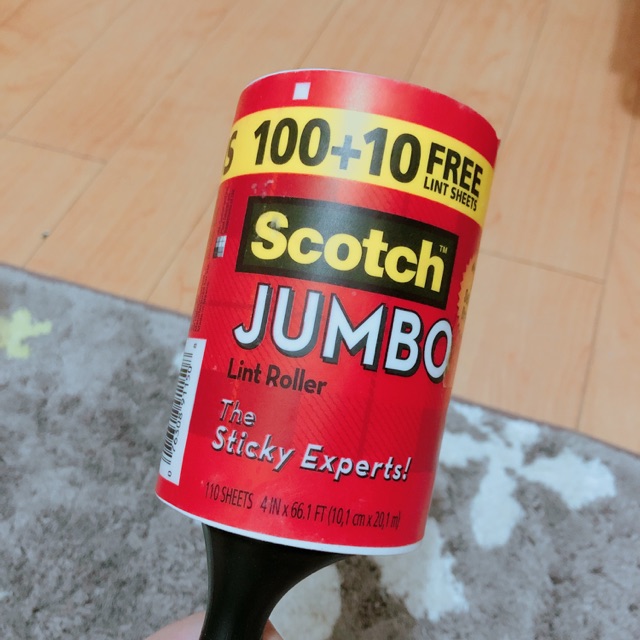 S 100+10 FREE
LINT SHEETS
Scotch™
JUMBO
Lint Roller
The
Sticky Experts!
110 SHEETS 4 IN x 66.1 FT (10,1 cm x 20,1 m)